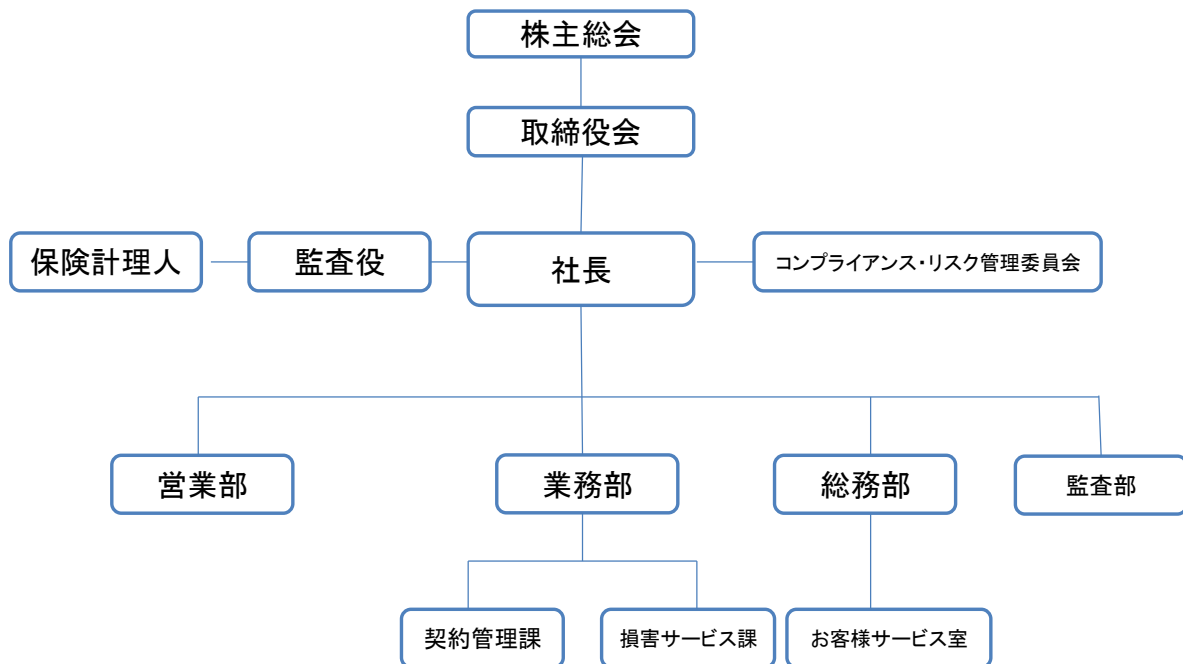 株主総会
取締役会
保険計理人
監査役
社長
コンプライアンス・リスク管理委員会
営業部
業務部
総務部
監査部
契約管理課
損害サービス課
お客様サービス室